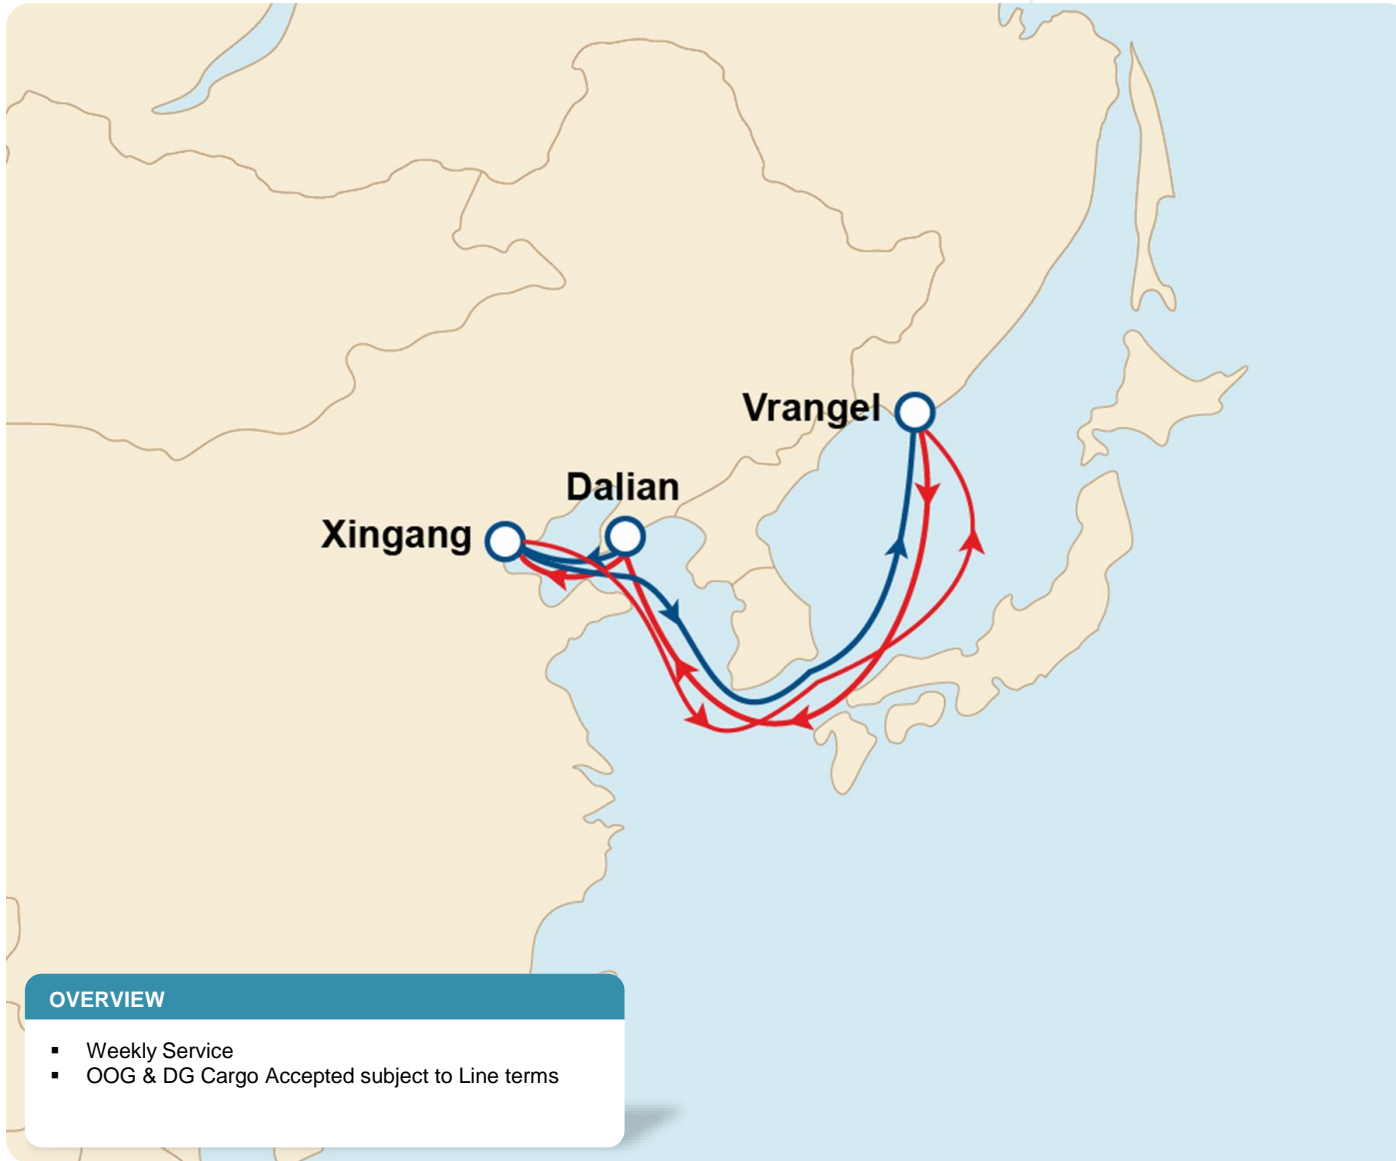 Vrangel
Dalian
Xingang
OVERVIEW
▪ Weekly Service
▪ OOG & DG Cargo Accepted subject to Line terms